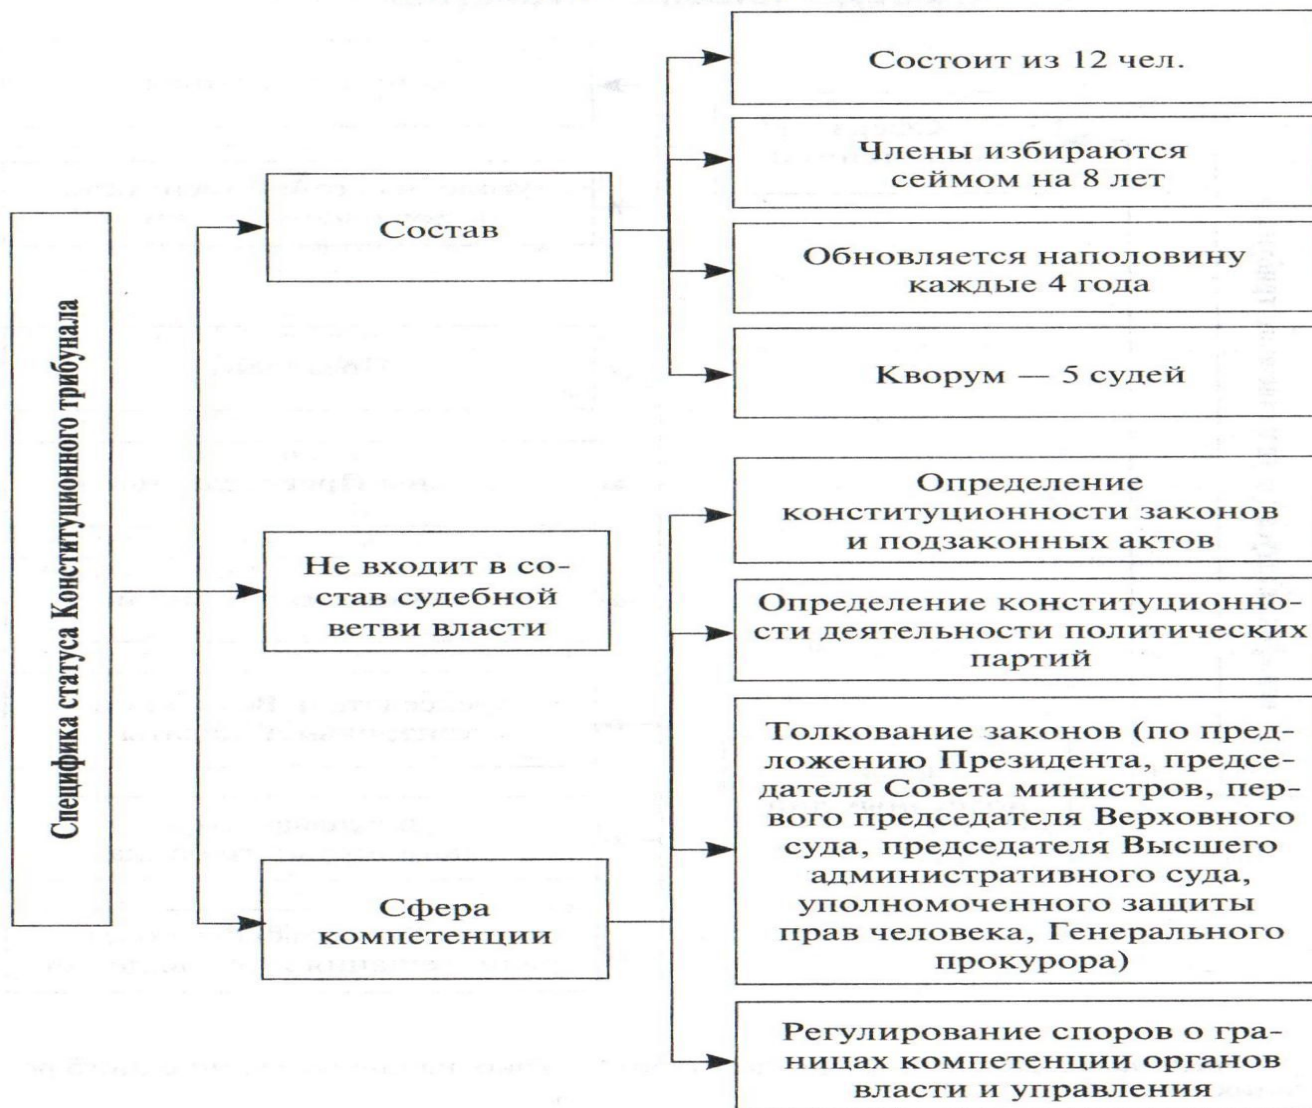 Специфика статуса Конституционного трибунала
Состав
Состоит из 12 чел.
Члены избираются
сеймом на 8 лет
Обновляется наполовину
каждые 4 года
Кворум — 5 судей
Не входит в со-
став судебной
ветви власти
Сфера
компетенции
Определение
конституционности законов
и подзаконных актов
Определение конституционно-
сти деятельности политических
партий
Толкование законов (по пред-
ложению Президента, предсе-
дателя Совета министров, пер-
вого председателя Верховного
суда, председателя Высшего
административного суда,
уполномоченного защиты
прав человека, Генерального
прокурора)
Регулирование споров о гра-
ницах компетенции органов
власти и управления